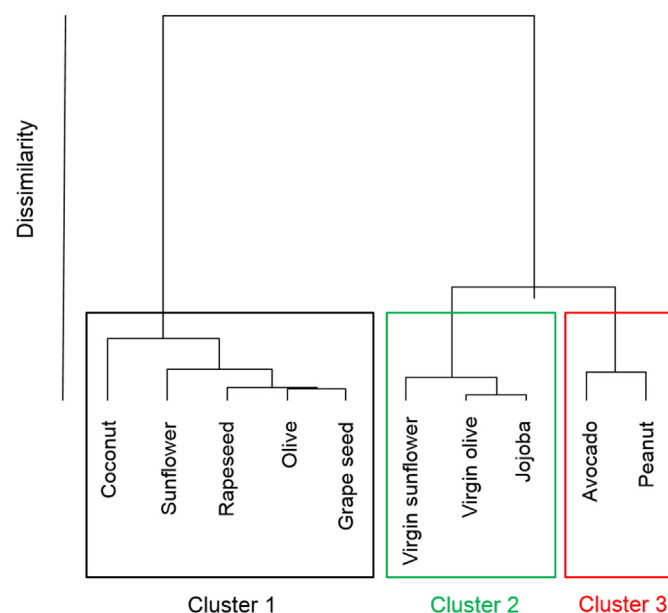 Dissimilarity
Coconut
Sunflower
Rapeseed
Olive
Grape seed
Virgin sunflower
Virgin olive
Jojoba
Avocado
Peanut
Cluster 1
Cluster 2
Cluster 3